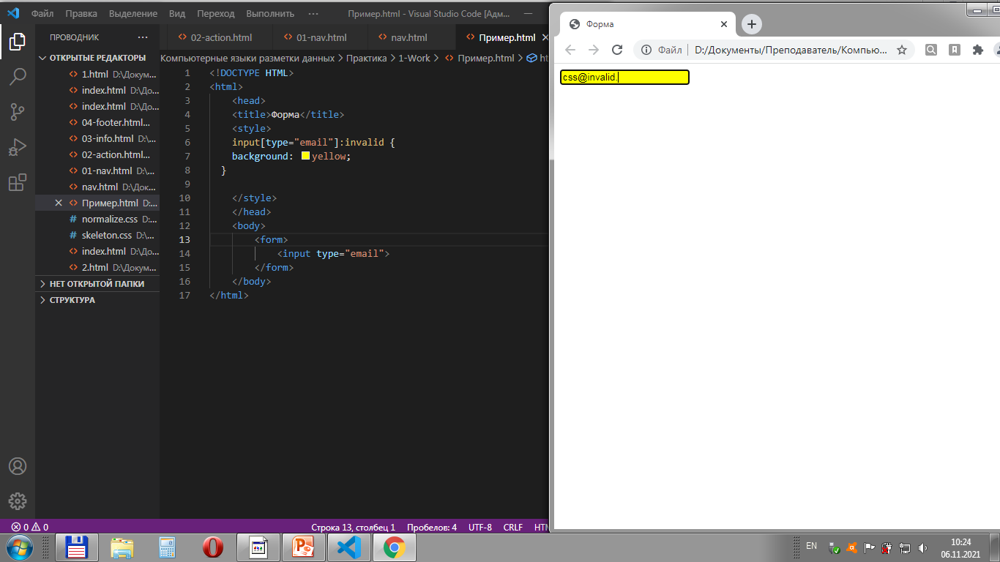 Файл Правка Выделение Вид Переход Выполнить ··· Пример.html - Visual Studio Code [Адм...
ПРОВОДНИК ···
ОТКРЫТЫЕ РЕДАКТОРЫ
1.html D:\Докум...
index.html D:\До...
index.html D:\До...
04-footer.html...
03-info.html D:\...
02-action.html...
01-nav.html D:\...
nav.html D:\Док...
Пример.html D:...
normalize.css D:\...
skeleton.css D:\...
index.html D:\До...
2.html D:\Докум...
НЕТ ОТКРЫТОЙ ПАПКИ
СТРУКТУРА
02-action.html 01-nav.html nav.html Пример.html
Компьютерные языки разметки данных > Практика > 1-Work > Пример.html > ht
1 <!DOCTYPE HTML>
2 <html>
3 <head>
4 <title>Форма</title>
5 <style>
6 input[type="email"]:invalid {
7 background: yellow;
8 }
9
10 </style>
11 </head>
12 <body>
13 <form>
14 <input type="email">
15 </form>
16 </body>
17 </html>
0 0 Строка 13, столбец 1 Пробелов: 4 UTF-8 CRLF HTM
Форма
Файл | D:/Документы/Преподаватель/Компью...
css@invalid.
EN 10:24
06.11.2021